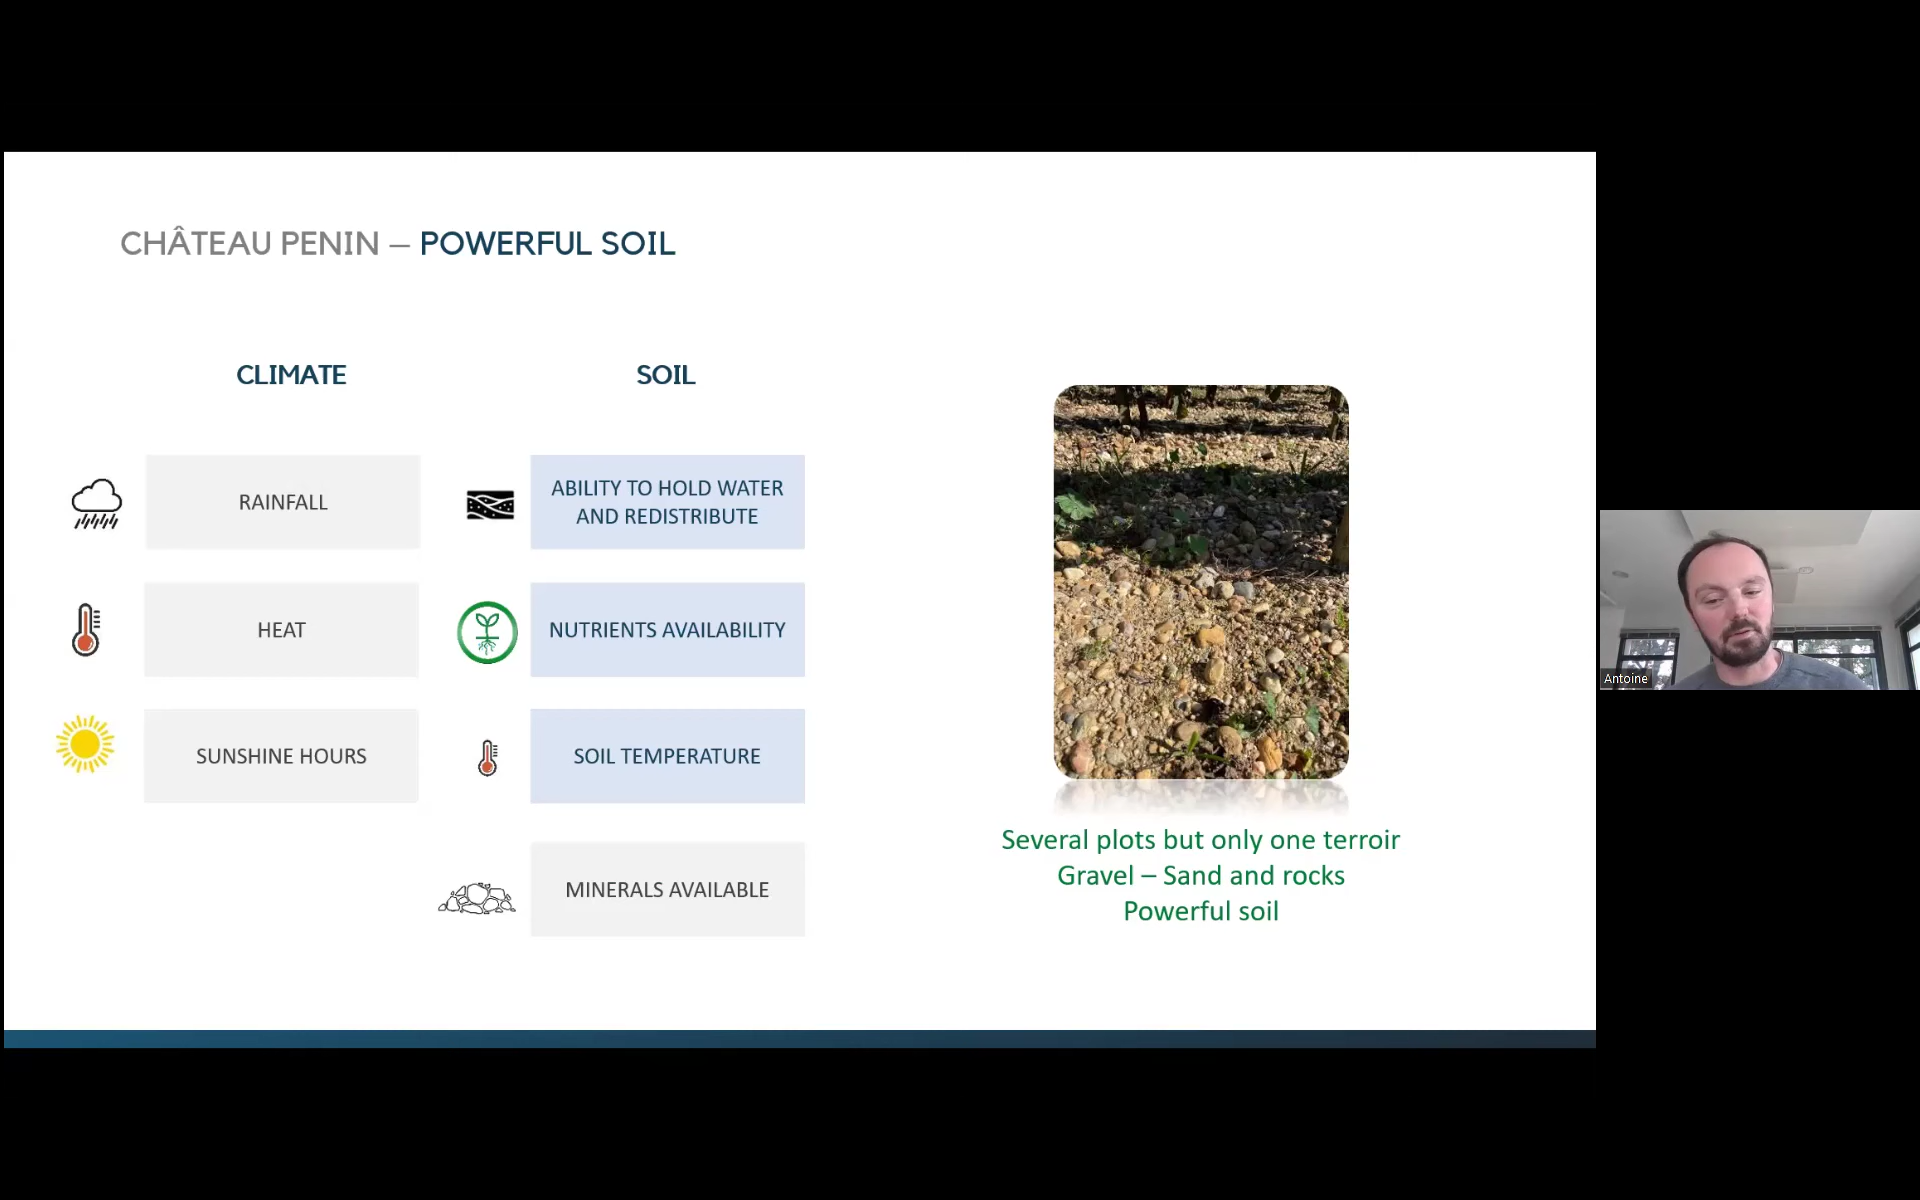 CHÂTEAU PENIN – POWERFUL SOIL
CLIMATE
SOIL
RAINFALL
ABILITY TO HOLD WATER
AND REDISTRIBUTE
HEAT
NUTRIENTS AVAILABILITY
SUNSHINE HOURS
SOIL TEMPERATURE
MINERALS AVAILABLE
Several plots but only one terroir
Gravel – Sand and rocks
Powerful soil
Antoine